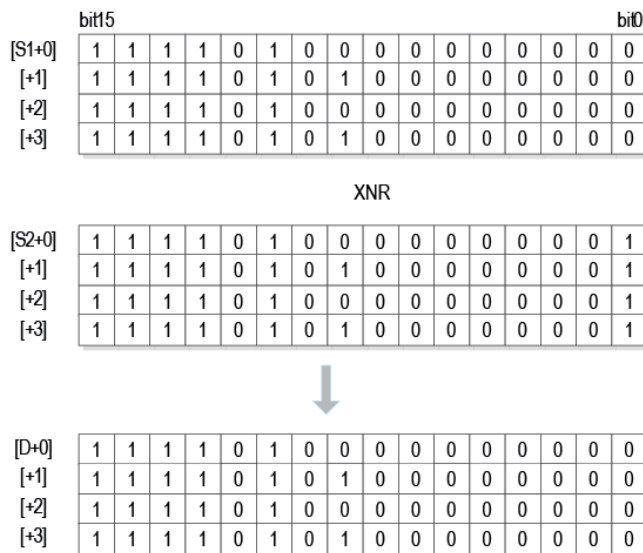 bit15 bit0
[S1+0] 1 1 1 1 0 1 0 0 0 0 0 0 0 0 0 0
[+1] 1 1 1 1 0 1 0 1 0 0 0 0 0 0 0 0
[+2] 1 1 1 1 0 1 0 0 0 0 0 0 0 0 0 0
[+3] 1 1 1 1 0 1 0 1 0 0 0 0 0 0 0 0
XNR
[S2+0] 1 1 1 1 0 1 0 0 0 0 0 0 0 0 0 1
[+1] 1 1 1 1 0 1 0 1 0 0 0 0 0 0 0 1
[+2] 1 1 1 1 0 1 0 0 0 0 0 0 0 0 0 1
[+3] 1 1 1 1 0 1 0 1 0 0 0 0 0 0 0 1
[D+0] 1 1 1 1 0 1 0 0 0 0 0 0 0 0 0 0
[+1] 1 1 1 1 0 1 0 1 0 0 0 0 0 0 0 0
[+2] 1 1 1 1 0 1 0 0 0 0 0 0 0 0 0 0
[+3] 1 1 1 1 0 1 0 1 0 0 0 0 0 0 0 0